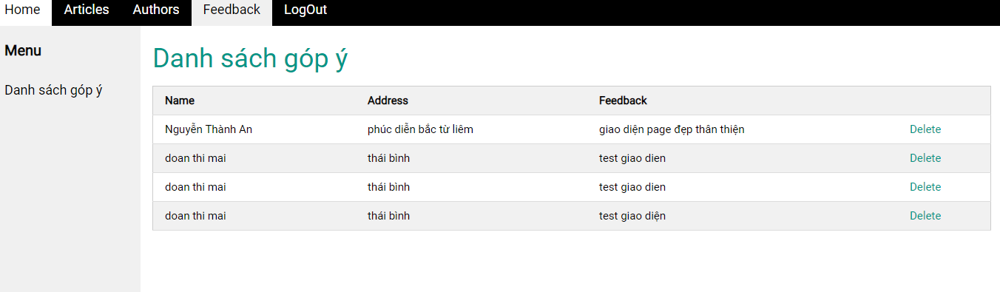 Home Articles Authors Feedback LogOut
Menu
Danh sách góp ý
Danh sách góp ý
Name Address Feedback
Nguyễn Thành An phúc diễn bắc từ liêm giao diện page đẹp thân thiện Delete
doan thi mai thái bình test giao dien Delete
doan thi mai thái bình test giao dien Delete
doan thi mai thái bình test giao diện Delete